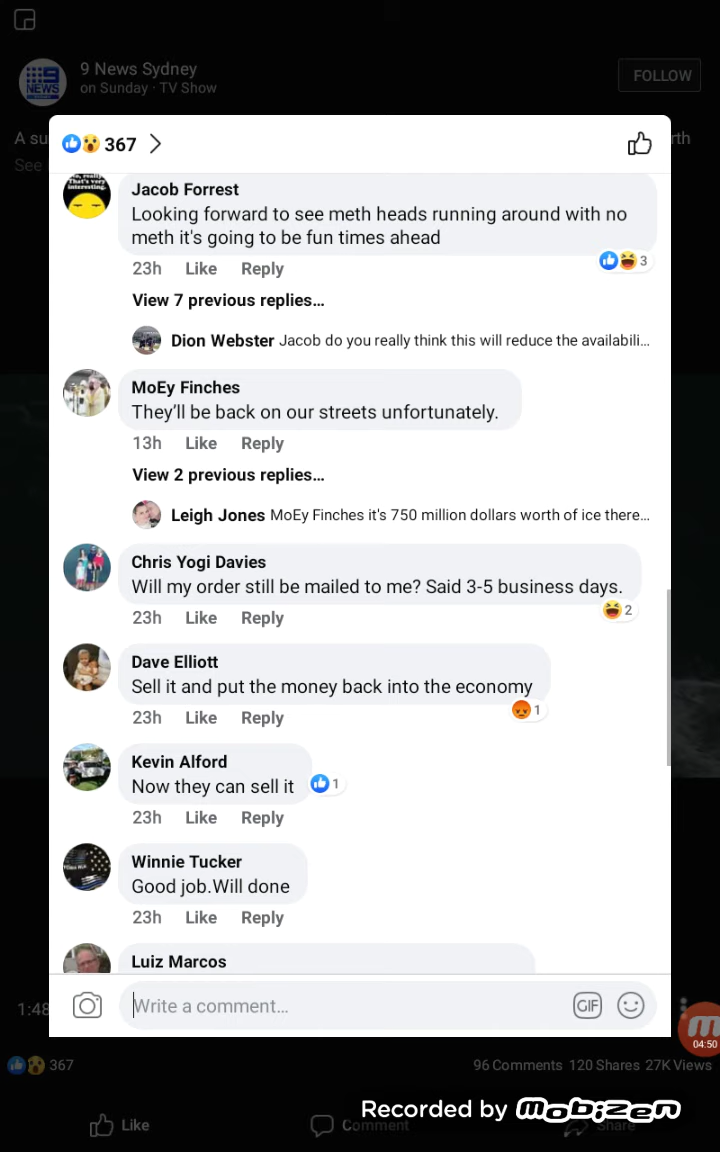 9 News Sydney
on Sunday · TV Show
FOLLOW
A su
rth
See
367
Jacob Forrest
Looking forward to see meth heads running around with no
meth it's going to be fun times ahead
23h Like Reply
3
View 7 previous replies...
Dion Webster Jacob do you really think this will reduce the availabili...
MoEy Finches
They'll be back on our streets unfortunately.
13h Like Reply
View 2 previous replies...
Leigh Jones MoEy Finches it's 750 million dollars worth of ice there...
Chris Yogi Davies
Will my order still be mailed to me? Said 3-5 business days.
23h Like Reply
2
Dave Elliott
Sell it and put the money back into the economy
23h Like Reply
1
Kevin Alford
Now they can sell it
1
23h Like Reply
Winnie Tucker
Good job.Will done
23h Like Reply
Luiz Marcos
Write a comment...
GIF
1:48
04:50
367
96 Comments 120 Shares 27K Views
Recorded by mobizen
Like
Comment
Share